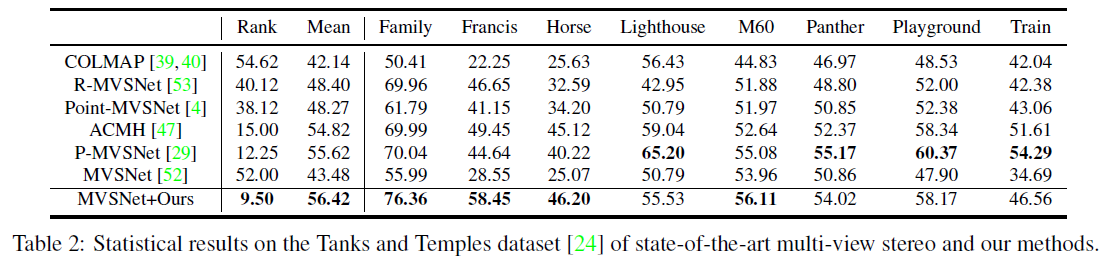 Rank Mean Family Francis Horse Lighthouse M60 Panther Playground Train
COLMAP [39,40] 54.62 42.14 50.41 22.25 25.63 56.43 44.83 46.97 48.53 42.04
R-MVSNet [53] 40.12 48.40 69.96 46.65 32.59 42.95 51.88 48.80 52.00 42.38
Point-MVSNet [4] 38.12 48.27 61.79 41.15 34.20 50.79 51.97 50.85 52.38 43.06
ACMH [47] 15.00 54.82 69.99 49.45 45.12 59.04 52.64 52.37 58.34 51.61
P-MVSNet [29] 12.25 55.62 70.04 44.64 40.22 65.20 55.08 55.17 60.37 54.29
MVSNet [52] 52.00 43.48 55.99 28.55 25.07 50.79 53.96 50.86 47.90 34.69
MVSNet+Ours 9.50 56.42 76.36 58.45 46.20 55.53 56.11 54.02 58.17 46.56
Table 2: Statistical results on the Tanks and Temples dataset [24] of state-of-the-art multi-view stereo and our methods.